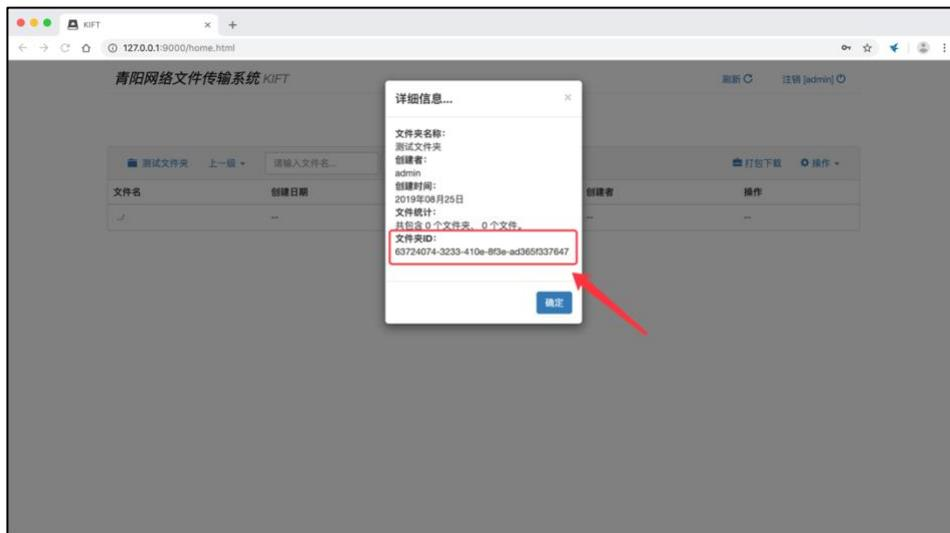 KIFT
127.0.0.1:9000/home.html
青阳网络文件传输系统 KIFT
刷新
注销 [admin]
详细信息...
×
文件夹名称:
测试文件夹
创建者:
admin
创建时间:
2019年08月25日
文件统计:
共包含 0 个文件夹、 0 个文件。
文件夹ID:
63724074-3233-410e-8f3e-ad365f337647
确定
测试文件夹
上一级
请输入文件名...
打包下载
操作
文件名
创建日期
创建者
操作
../
--
--
--